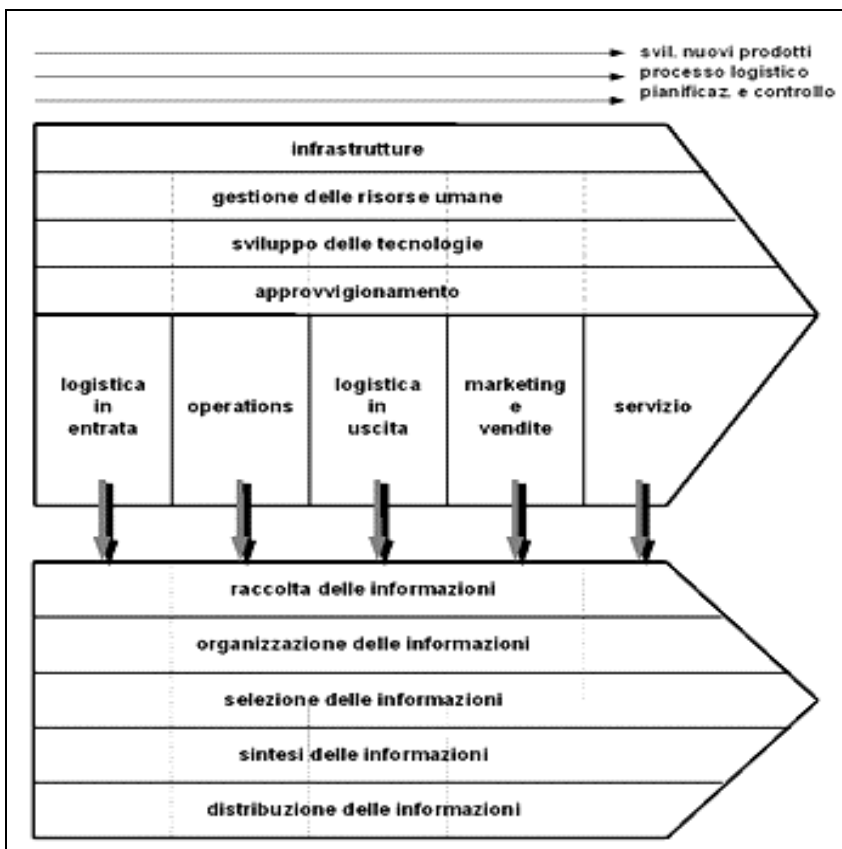 svil. nuovi prodotti
processo logistico
pianificaz. e controllo
infrastrutture
gestione delle risorse umane
sviluppo delle tecnologie
approvvigionamento
logistica
in
entrata
operations
logistica
in
uscita
marketing
e
vendite
servizio
raccolta delle informazioni
organizzazione delle informazioni
selezione delle informazioni
sintesi delle informazioni
distribuzione delle informazioni